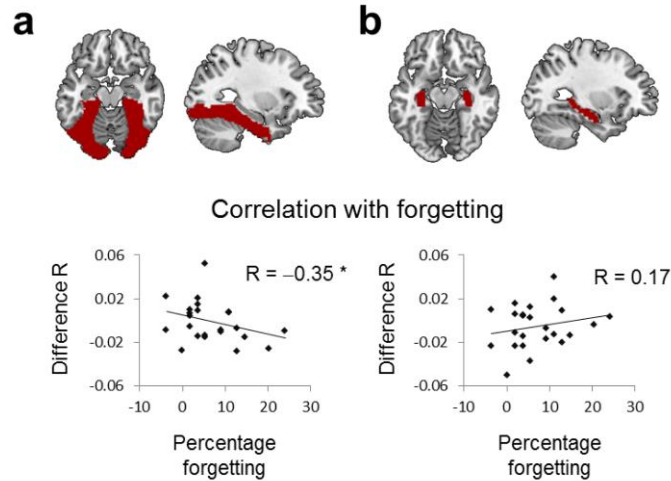 a
b
Correlation with forgetting
R = –0.35 *
R = 0.17
Difference R
0.06
0.02
-0.02
-0.06
-10 0 10 20 30
Percentage
forgetting
Difference R
0.06
0.02
-0.02
-0.06
-10 0 10 20 30
Percentage
forgetting